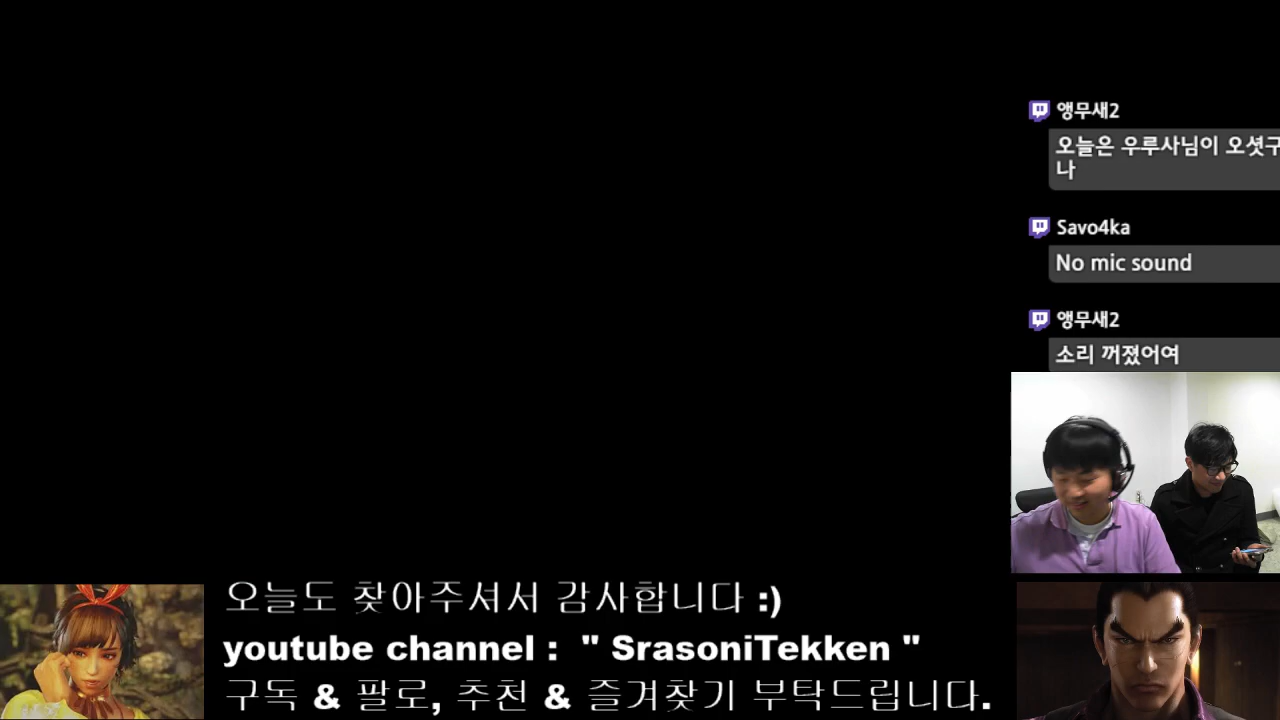 앵무새2
오늘은 우루사님이 오셧구
나
Savo4ka
No mic sound
앵무새2
소리 꺼졌어여
오늘도 찾아주셔서 감사합니다 :)
youtube channel : " SrasoniTekken "
구독 & 팔로, 추천 & 즐겨찾기 부탁드립니다.